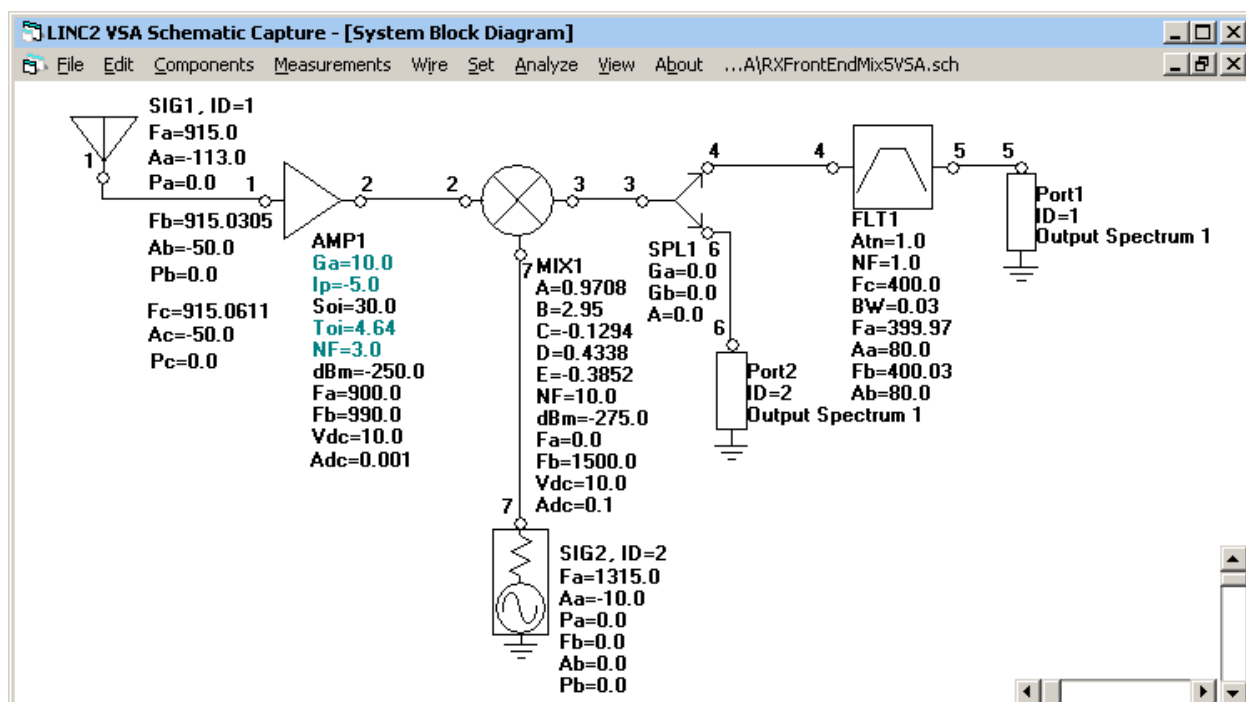 LINC2 VSA Schematic Capture - [System Block Diagram]
File Edit Components Measurements Wire Set Analyze View About ...A\RXFrontEndMix5VSA.sch
SIG1, ID=1
Fa=915.0
Aa=-113.0
Pa=0.0
Fb=915.0305
Ab=-50.0
Pb=0.0
Fc=915.0611
Ac=-50.0
Pc=0.0
1
1
2
2
3
3
4
4
5
5
6
6
7
7
AMP1
Ga=10.0
Ip=-5.0
Soi=30.0
Toi=4.64
NF=3.0
dBm=-250.0
Fa=900.0
Fb=990.0
Vdc=10.0
Adc=0.001
MIX1
A=0.9708
B=2.95
C=-0.1294
D=0.4338
E=-0.3852
NF=10.0
dBm=-275.0
Fa=0.0
Fb=1500.0
Vdc=10.0
Adc=0.1
SPL1
Ga=0.0
Gb=0.0
A=0.0
FLT1
Atn=1.0
NF=1.0
Fc=400.0
BW=0.03
Fa=399.97
Aa=80.0
Fb=400.03
Ab=80.0
Port1
ID=1
Output Spectrum 1
Port2
ID=2
Output Spectrum 1
SIG2, ID=2
Fa=1315.0
Aa=-10.0
Pa=0.0
Fb=0.0
Ab=0.0
Pb=0.0